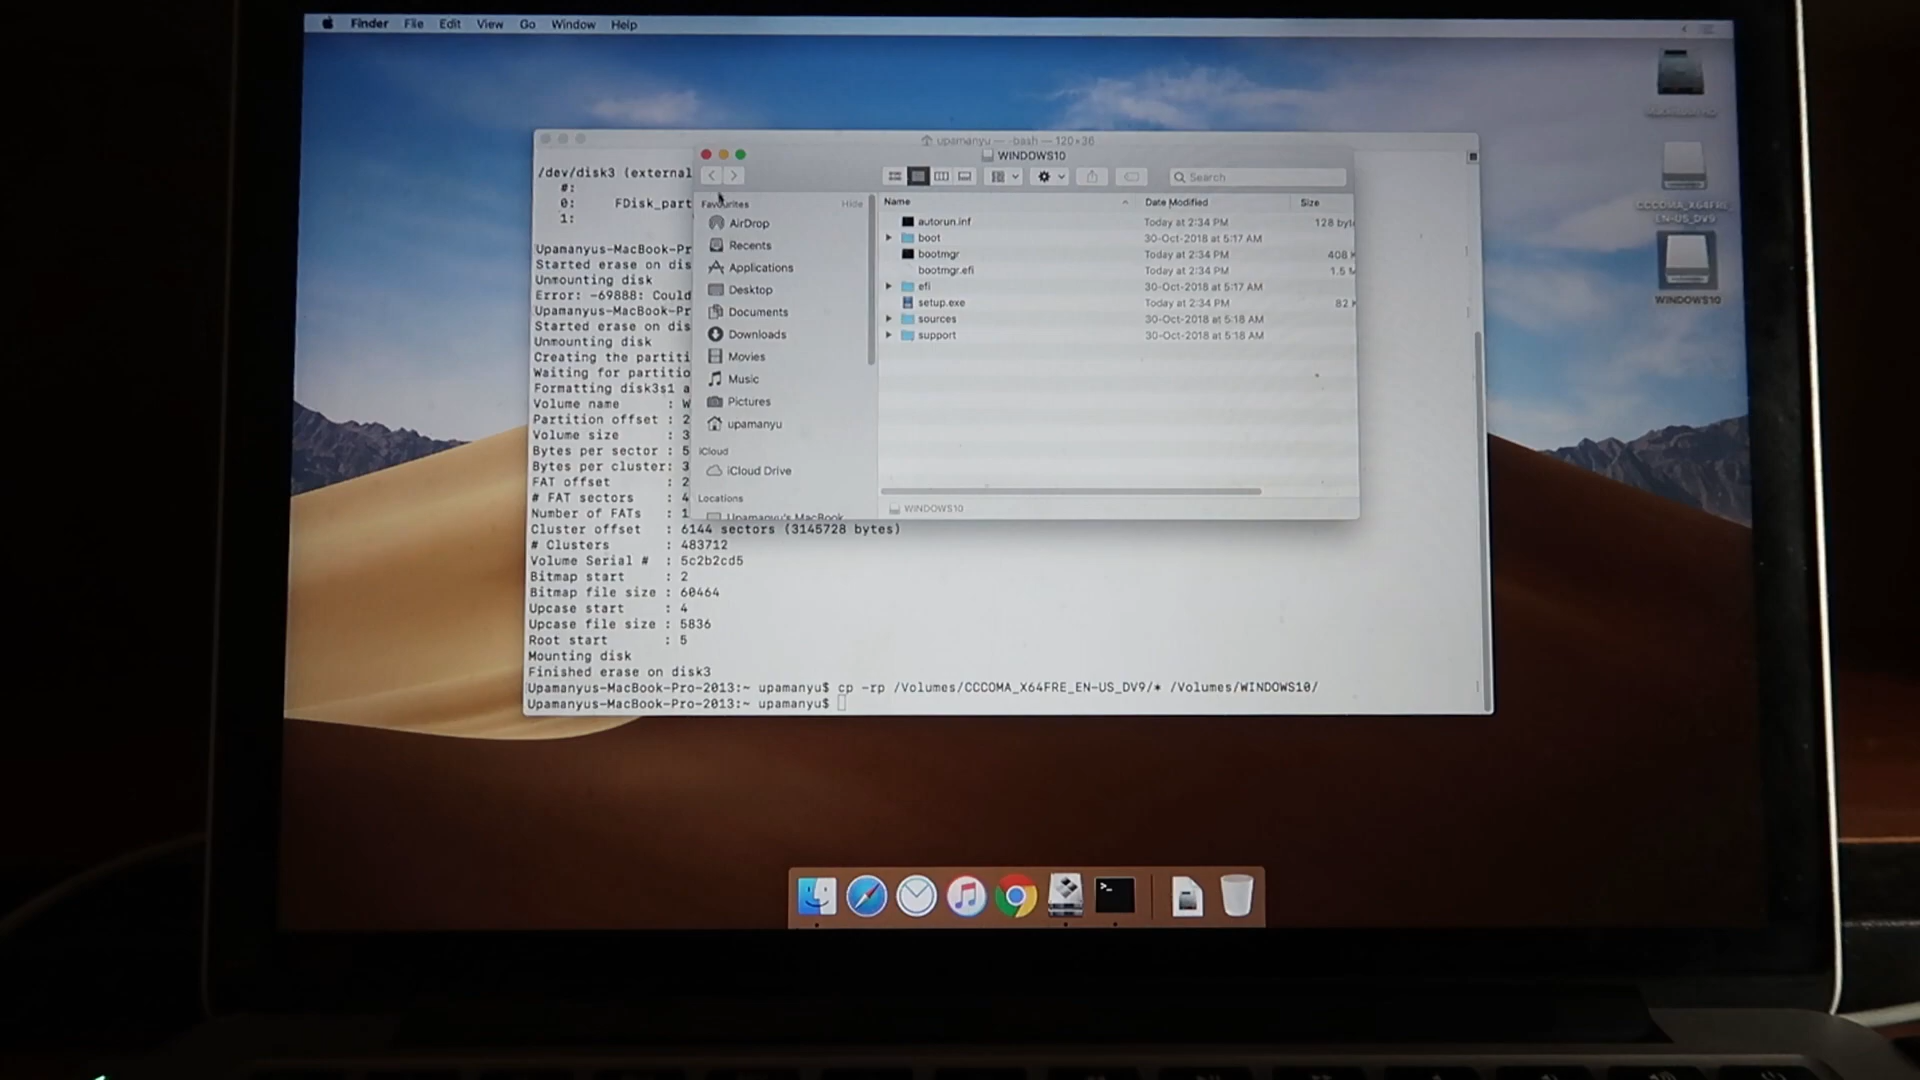 Finder File Edit View Go Window Help
upamanyu — -bash — 120×36
WINDOWS10
Search
/dev/disk3 (external
#:
0: FDisk_part
1:
Upamanyus-MacBook-Pr
Started erase on dis
Unmounting disk
Error: -69888: Could
Upamanyus-MacBook-Pr
Started erase on dis
Unmounting disk
Creating the partiti
Waiting for partitio
Formatting disk3s1 a
Volume name : W
Partition offset : 2
Volume size : 3
Bytes per sector : 5
Bytes per cluster: 3
FAT offset : 2
# FAT sectors : 4
Number of FATs : 1
Cluster offset : 6144 sectors (3145728 bytes)
# Clusters : 483712
Volume Serial # : 5c2b2cd5
Bitmap start : 2
Bitmap file size : 60464
Upcase start : 4
Upcase file size : 5836
Root start : 5
Mounting disk
Finished erase on disk3
Upamanyus-MacBook-Pro-2013:~ upamanyu$ cp -rp /Volumes/CCCOMA_X64FRE_EN-US_DV9/* /Volumes/WINDOWS10/
Upamanyus-MacBook-Pro-2013:~ upamanyu$
Favourites Hide
AirDrop
Recents
Applications
Desktop
Documents
Downloads
Movies
Music
Pictures
upamanyu
iCloud
iCloud Drive
Locations
Upamanyu's MacBook
Name Date Modified Size
autorun.inf Today at 2:34 PM 128 byt
boot 30-Oct-2018 at 5:17 AM
bootmgr Today at 2:34 PM 408 K
bootmgr.efi Today at 2:34 PM 1.5 M
efi 30-Oct-2018 at 5:17 AM
setup.exe Today at 2:34 PM 82 K
sources 30-Oct-2018 at 5:18 AM
support 30-Oct-2018 at 5:18 AM
WINDOWS10
CCCOMA_X64FRE_
EN-US_DV9
WINDOWS10